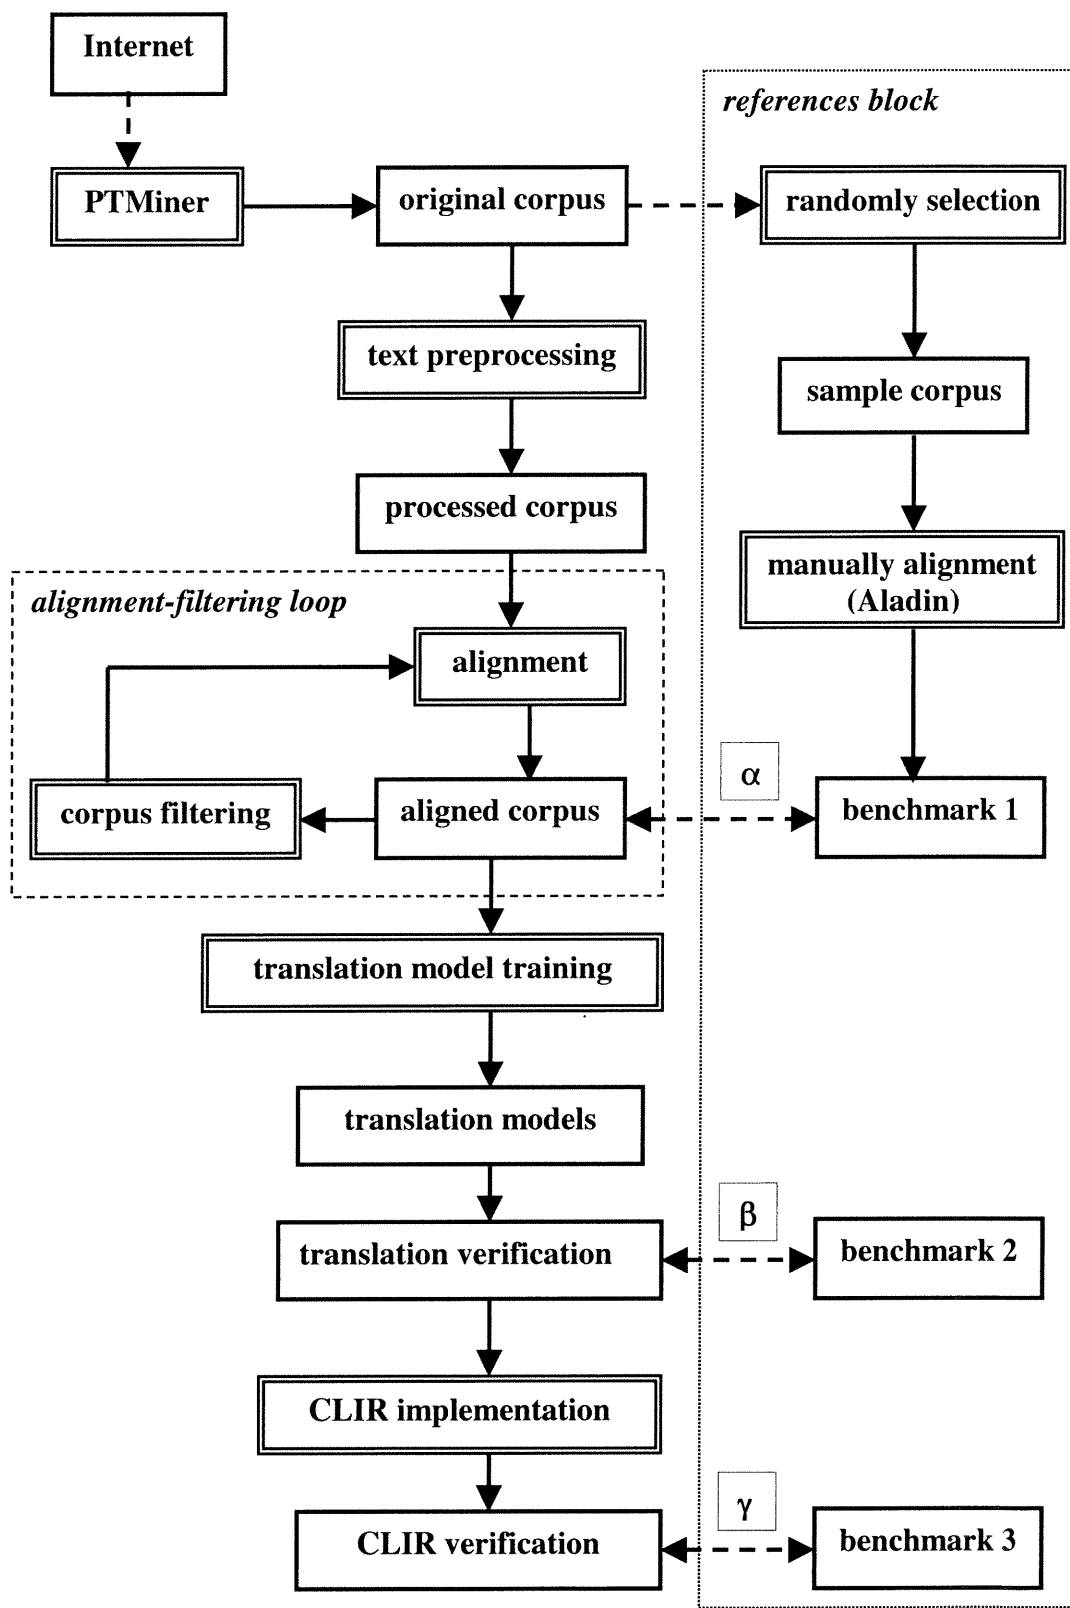 Internet
references block
PTMiner
original corpus
randomly selection
text preprocessing
sample corpus
processed corpus
manually alignment
(Aladin)
alignment-filtering loop
alignment
α
corpus filtering
aligned corpus
benchmark 1
translation model training
translation models
β
translation verification
benchmark 2
CLIR implementation
γ
CLIR verification
benchmark 3